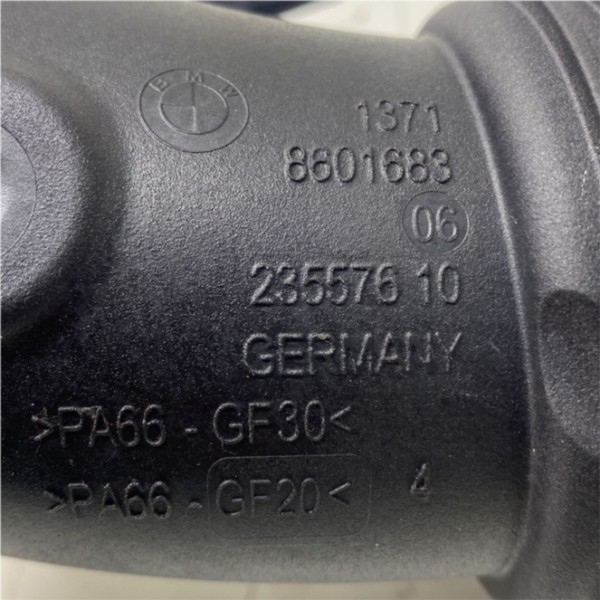 BMW
1371
8601683
06
235576 10
GERMANY
>PA66 - GF30<
>PA66 - GF20< 4